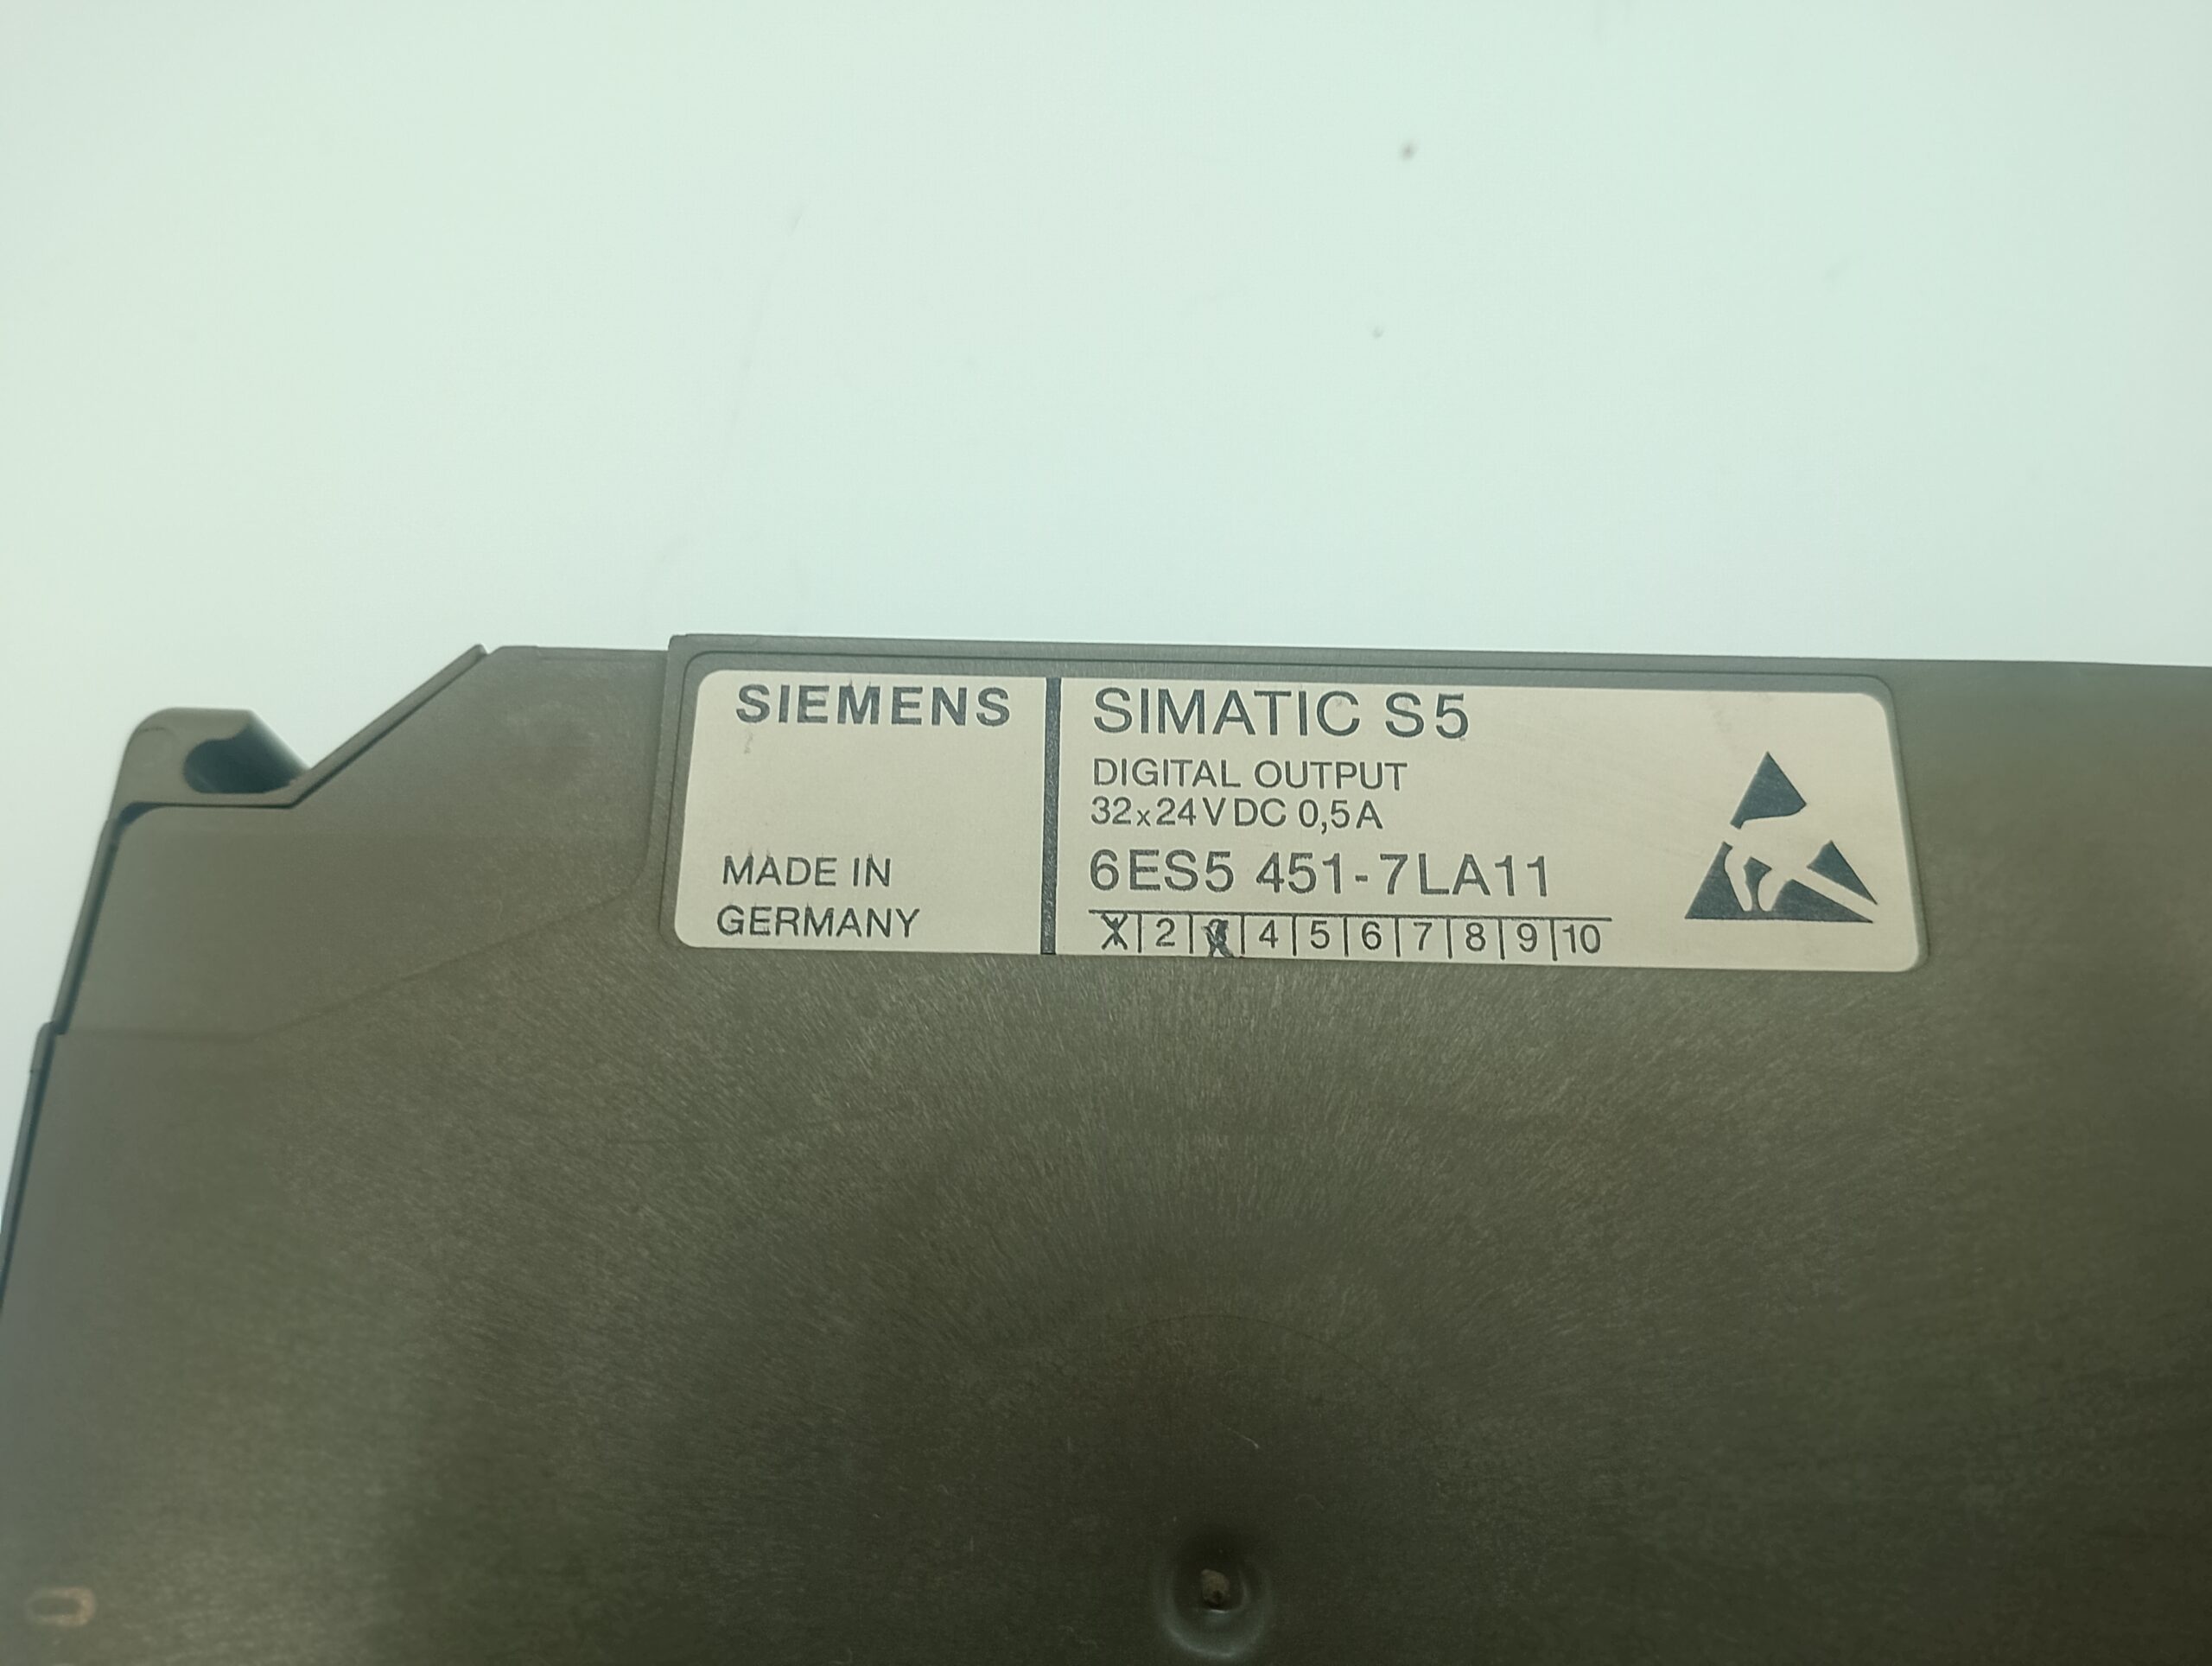 SIEMENS
MADE IN
GERMANY
SIMATIC S5
DIGITAL OUTPUT
32x24VDC 0,5A
6ES5 451-7LA11
X 2 4 5 6 7 8 9 10